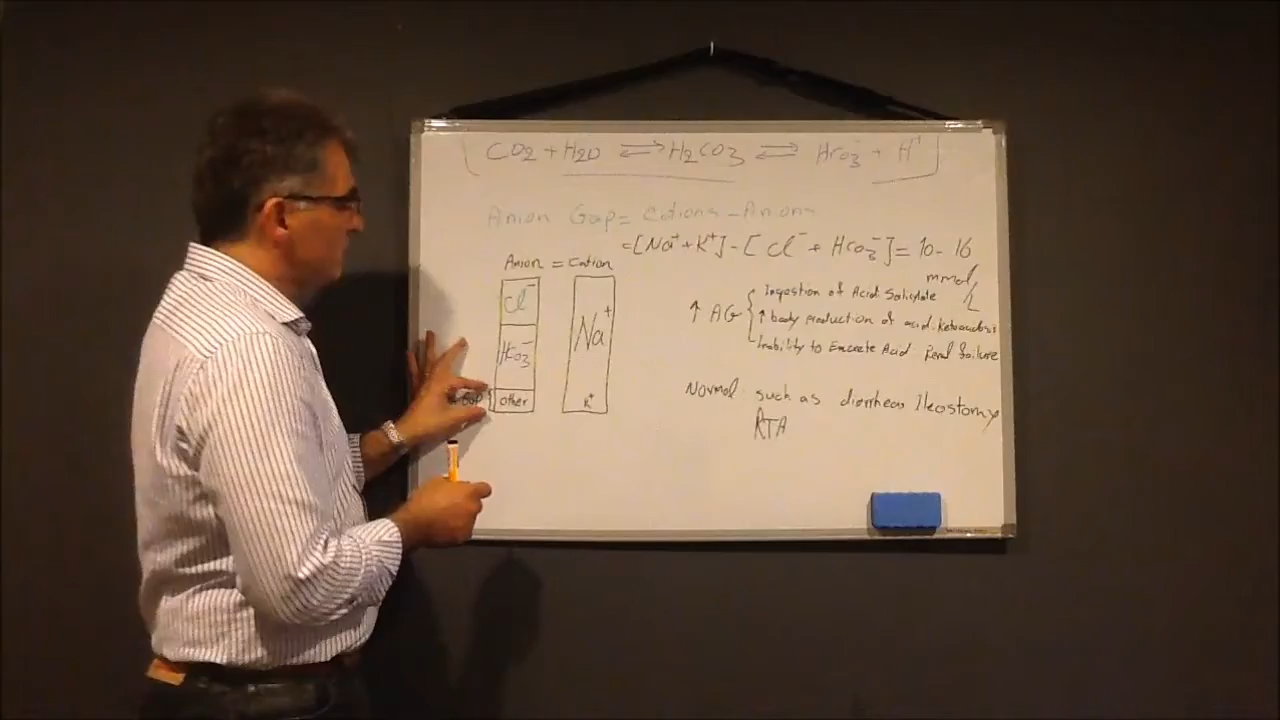 CO2 + H2O ⇌ H2CO3 ⇌ HCO3⁻ + H⁺
Anion Gap = Cations - Anions
= [Na⁺ + K⁺] - [Cl⁻ + HCO3⁻] = 10 - 16
mmol/L
Anion = Cation
Cl⁻
HCO3⁻
Gap { other
Na⁺
K⁺
↑ AG { Ingestion of Acid: Salicylate
↑ body production of acid: Ketoacidosis
Inability to Excrete Acid Renal failure
Normal: such as diarrhea, Ileostomy
RTA